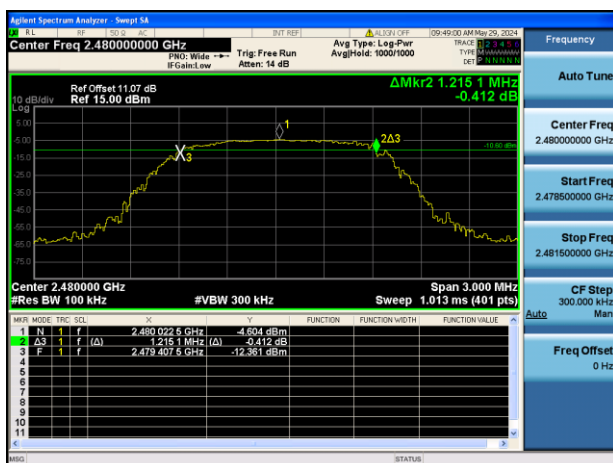 Agilent Spectrum Analyzer - Swept SA
RL RF 50 Ω AC INT REF ALIGN OFF 09:49:00 AM May 29, 2024
Center Freq 2.480000000 GHz
PNO: Wide
IFGain:Low
Trig: Free Run
Atten: 14 dB
Avg Type: Log-Pwr
Avg|Hold: 1000/1000
TRACE 1 2 3 4 5 6
TYPE M
DET P N N N N N
Ref Offset 11.07 dB
Ref 15.00 dBm
10 dB/div
Log
ΔMkr2 1.215 1 MHz
-0.412 dB
5.00
-5.00
-15.0
-25.0
-35.0
-45.0
-55.0
-65.0
-75.0
1
2Δ3
3
-10.60 dBm
Center 2.480000 GHz
Span 3.000 MHz
#Res BW 100 kHz
#VBW 300 kHz
Sweep 1.013 ms (401 pts)
MKR MODE TRC SCL X Y FUNCTION FUNCTION WIDTH FUNCTION VALUE
1 N 1 f 2.480 022 5 GHz -4.604 dBm
2 Δ3 1 f (Δ) 1.215 1 MHz (Δ) -0.412 dB
3 F 1 f 2.479 407 5 GHz -12.361 dBm
4
5
6
7
8
9
10
11
MSG
STATUS
Frequency
Auto Tune
Center Freq
2.480000000 GHz
Start Freq
2.478500000 GHz
Stop Freq
2.481500000 GHz
CF Step
300.000 kHz
Auto Man
Freq Offset
0 Hz